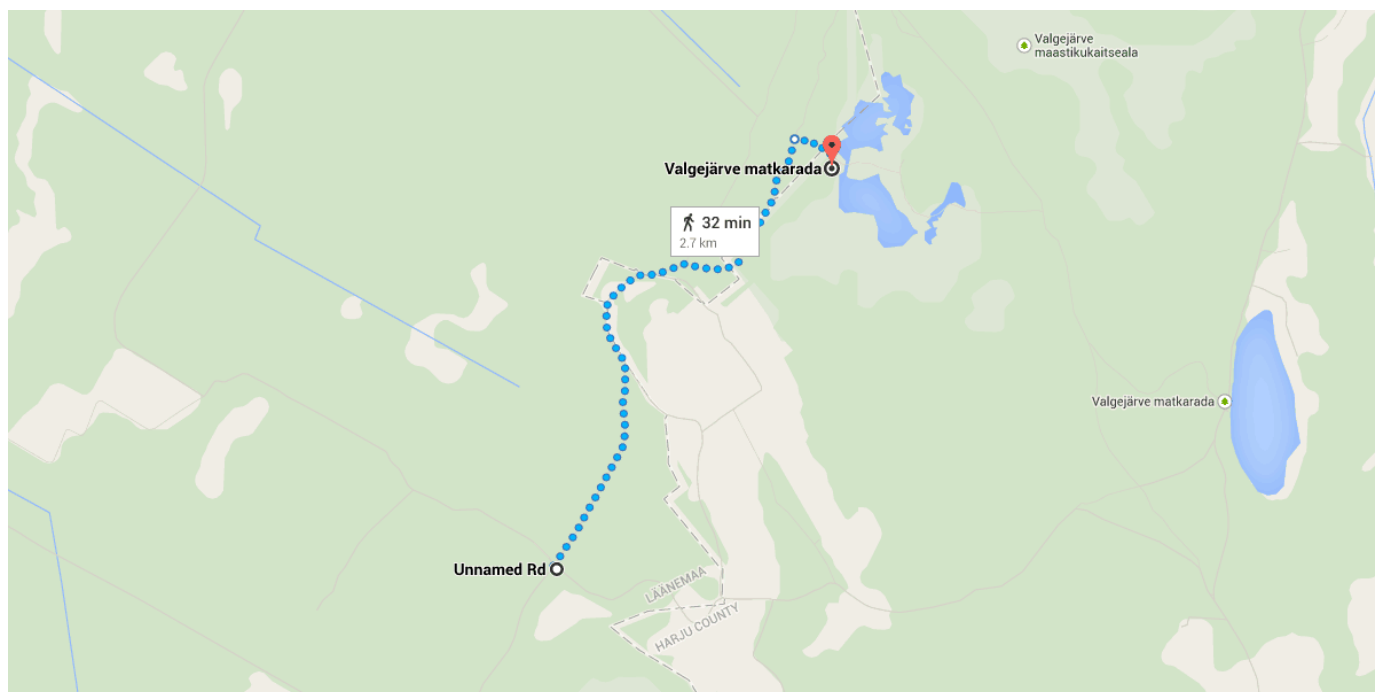 Valgejärve
maastikukaitseala
Valgejärve matkarada
32 min
2.7 km
Valgejärve matkarada
Unnamed Rd
LÄÄNEMAA
HARJU COUNTY